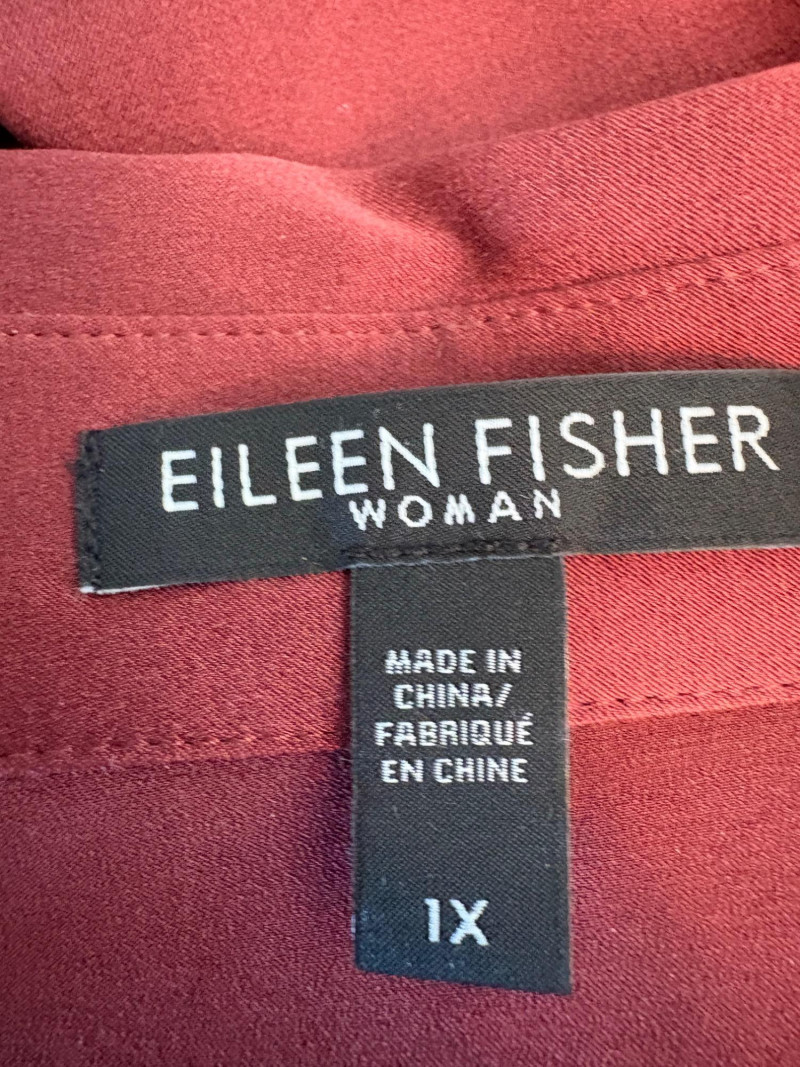 EILEEN FISHER
WOMAN
MADE IN
CHINA/
FABRIQUÉ
EN CHINE
1X